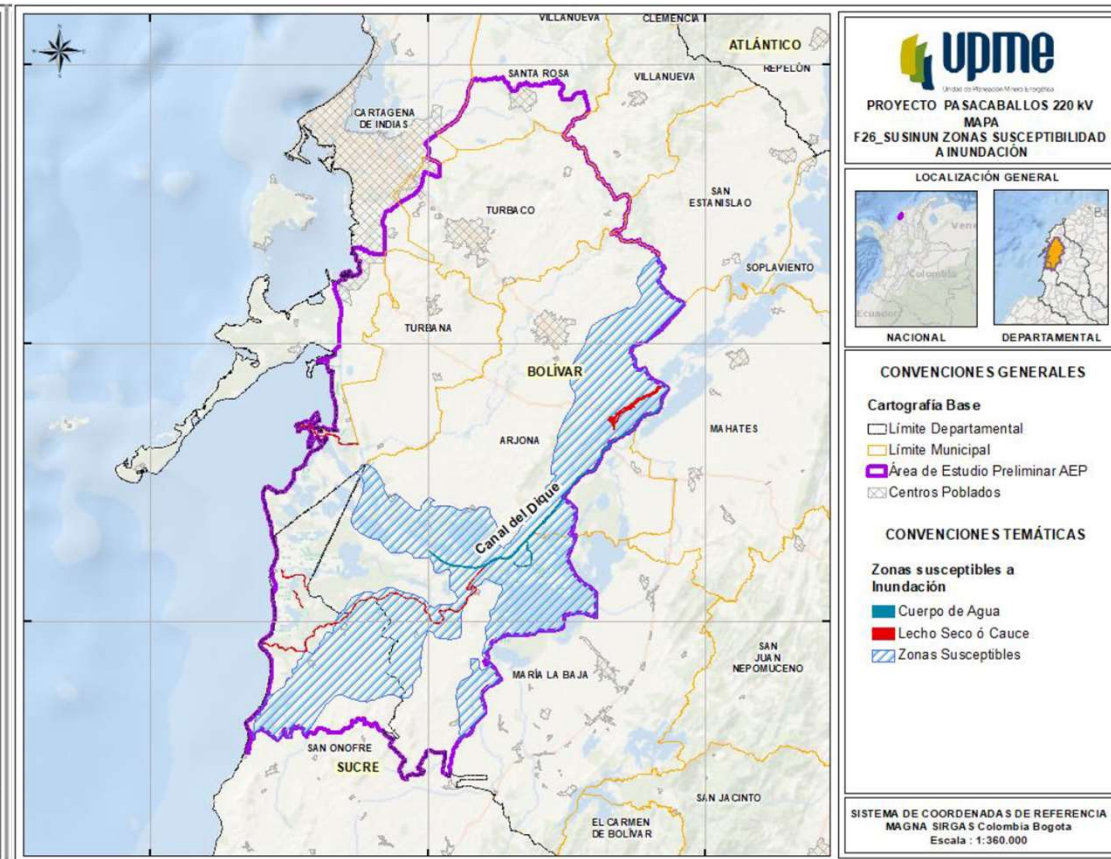 VILLANUEVA
CLEMENCIA
ATLÁNTICO
REPELÓN
SANTA ROSA
VILLANUEVA
CARTAGENA
DE INDIAS
SAN
ESTANISLAO
TURBACO
SOPLAVIENTO
TURBANA
BOLÍVAR
ARJONA
MAHATES
Canal del Dique
SAN
JUAN
NEPOMUCENO
MARÍA LA BAJA
SAN ONOFRE
SUCRE
SAN JACINTO
EL CARMEN
DE BOLÍVAR
upme
Unidad de Planeación Minero Energética
PROYECTO PASACABALLOS 220 kV
MAPA
F26_SUSINUN ZONAS SUSCEPTIBILIDAD
A INUNDACIÓN
LOCALIZACIÓN GENERAL
Vene
Colombia
Ecuador
Ba
NACIONAL
DEPARTAMENTAL
CONVENCIONES GENERALES
Cartografía Base
Límite Departamental
Límite Municipal
Área de Estudio Preliminar AEP
Centros Poblados
CONVENCIONES TEMÁTICAS
Zonas susceptibles a
Inundación
Cuerpo de Agua
Lecho Seco ó Cauce
Zonas Susceptibles
SISTEMA DE COORDENADAS DE REFERENCIA
MAGNA SIRGAS Colombia Bogota
Escala : 1:360.000